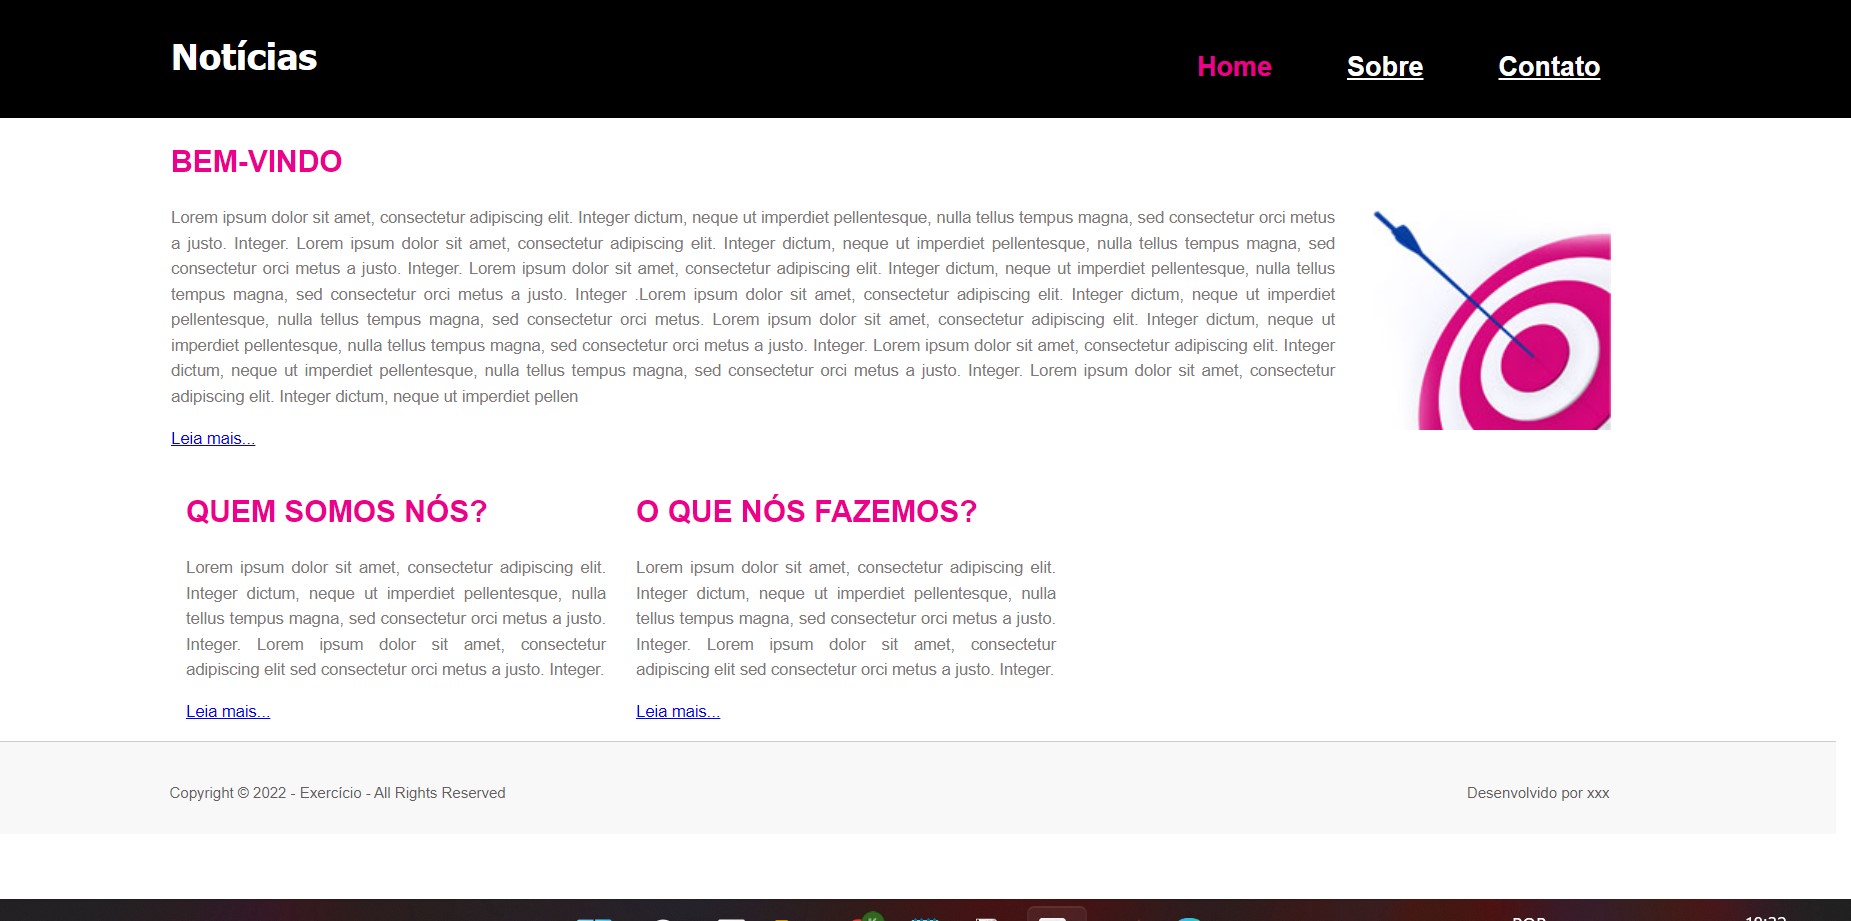 Notícias
Home Sobre Contato
BEM-VINDO
Lorem ipsum dolor sit amet, consectetur adipiscing elit. Integer dictum, neque ut imperdiet pellentesque, nulla tellus tempus magna, sed consectetur orci metus
a justo. Integer. Lorem ipsum dolor sit amet, consectetur adipiscing elit. Integer dictum, neque ut imperdiet pellentesque, nulla tellus tempus magna, sed
consectetur orci metus a justo. Integer. Lorem ipsum dolor sit amet, consectetur adipiscing elit. Integer dictum, neque ut imperdiet pellentesque, nulla tellus
tempus magna, sed consectetur orci metus a justo. Integer .Lorem ipsum dolor sit amet, consectetur adipiscing elit. Integer dictum, neque ut imperdiet
pellentesque, nulla tellus tempus magna, sed consectetur orci metus. Lorem ipsum dolor sit amet, consectetur adipiscing elit. Integer dictum, neque ut
imperdiet pellentesque, nulla tellus tempus magna, sed consectetur orci metus a justo. Integer. Lorem ipsum dolor sit amet, consectetur adipiscing elit. Integer
dictum, neque ut imperdiet pellentesque, nulla tellus tempus magna, sed consectetur orci metus a justo. Integer. Lorem ipsum dolor sit amet, consectetur
adipiscing elit. Integer dictum, neque ut imperdiet pellen
Leia mais...
QUEM SOMOS NÓS?
Lorem ipsum dolor sit amet, consectetur adipiscing elit.
Integer dictum, neque ut imperdiet pellentesque, nulla
tellus tempus magna, sed consectetur orci metus a justo.
Integer. Lorem ipsum dolor sit amet, consectetur
adipiscing elit sed consectetur orci metus a justo. Integer.
Leia mais...
O QUE NÓS FAZEMOS?
Lorem ipsum dolor sit amet, consectetur adipiscing elit.
Integer dictum, neque ut imperdiet pellentesque, nulla
tellus tempus magna, sed consectetur orci metus a justo.
Integer. Lorem ipsum dolor sit amet, consectetur
adipiscing elit sed consectetur orci metus a justo. Integer.
Leia mais...
Copyright © 2022 - Exercício - All Rights Reserved
Desenvolvido por xxx